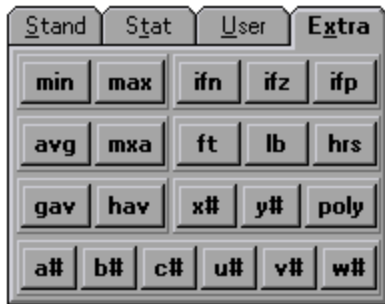 Stand Stat User Extra
min max ifn ifz ifp
avg mxa ft lb hrs
gav hav x# y# poly
a# b# c# u# v# w#